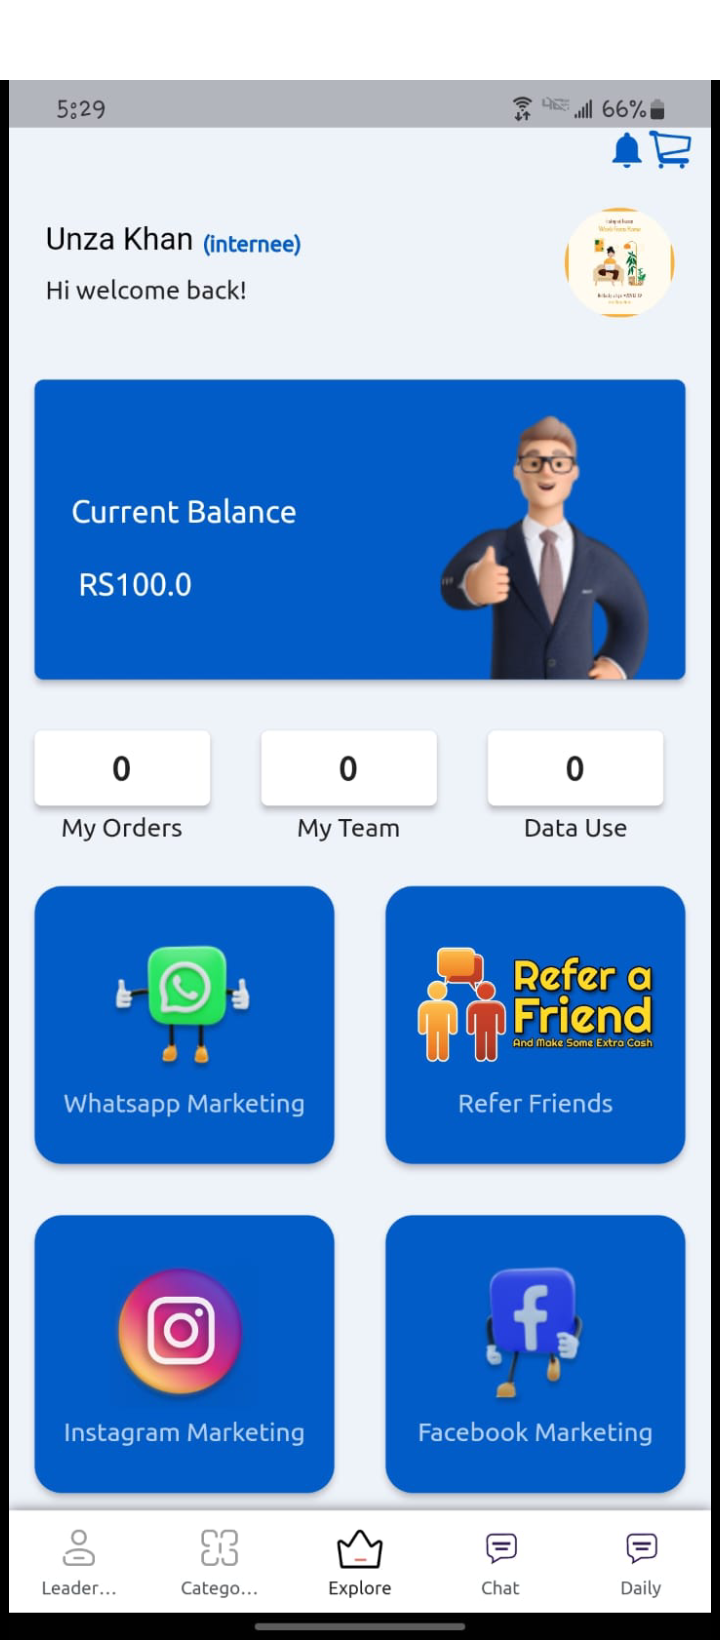 5:29
66%
Unza Khan (internee)
Hi welcome back!
Current Balance
RS100.0
0
0
0
My Orders
My Team
Data Use
Refer a
Friend
And Make Some Extra Cash
Whatsapp Marketing
Refer Friends
Instagram Marketing
Facebook Marketing
Leader...
Catego...
Explore
Chat
Daily